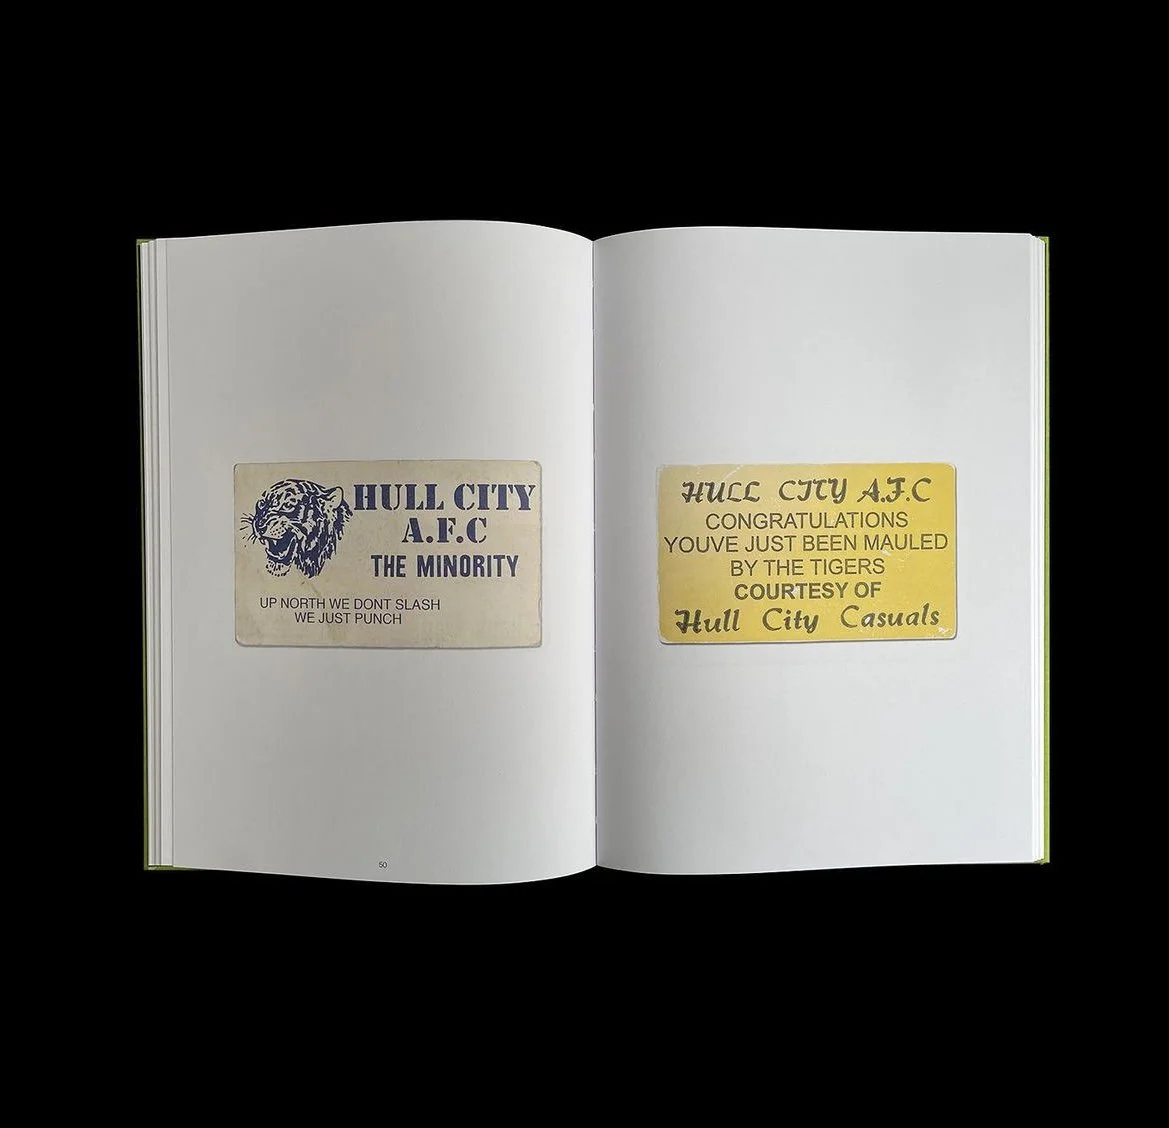 HULL CITY
A.F.C
THE MINORITY
UP NORTH WE DONT SLASH
WE JUST PUNCH
50
HULL CITY A.F.C
CONGRATULATIONS
YOUVE JUST BEEN MAULED
BY THE TIGERS
COURTESY OF
Hull City Casuals